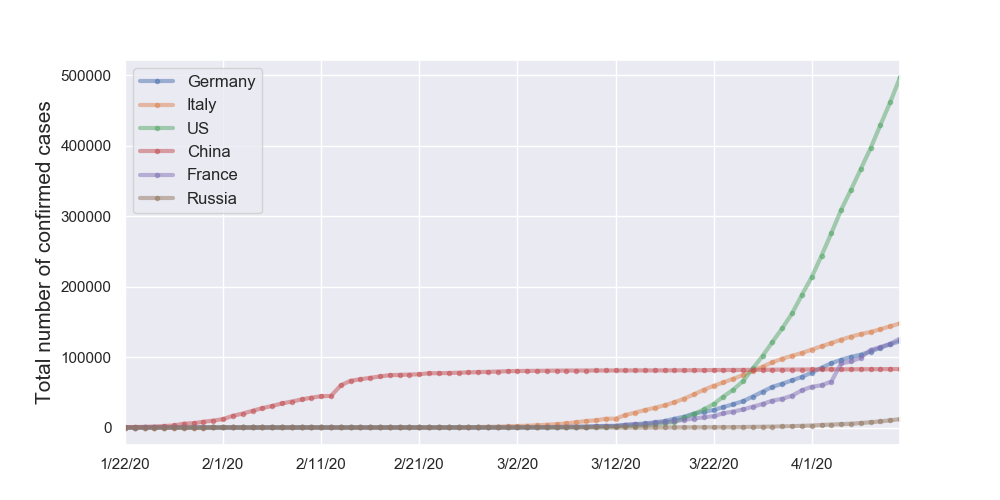 Total number of confirmed cases
500000
400000
300000
200000
100000
0
Germany
Italy
US
China
France
Russia
1/22/20 2/1/20 2/11/20 2/21/20 3/2/20 3/12/20 3/22/20 4/1/20